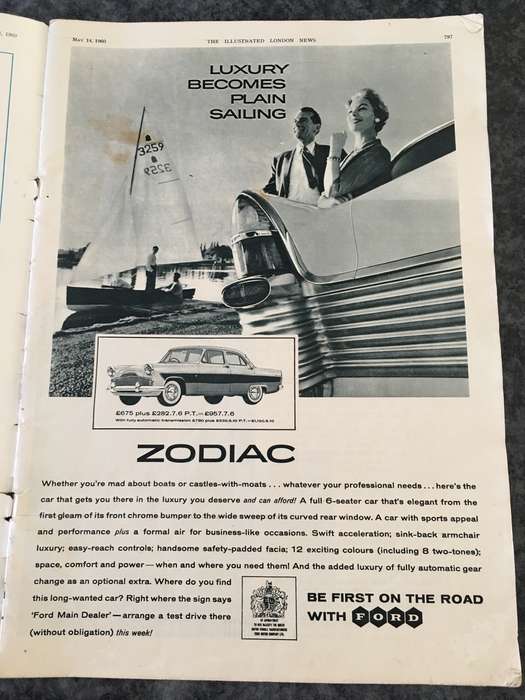 , 1960
May 14, 1960
THE ILLUSTRATED LONDON NEWS
797
LUXURY
BECOMES
PLAIN
SAILING
3259
3259
£675 plus £282.7.6 P.T.=£957.7.6
ZODIAC
Whether you're mad about boats or castles-with-moats . . . whatever your professional needs . . . here's the
car that gets you there in the luxury you deserve and can afford! A full 6-seater car that's elegant from the
first gleam of its front chrome bumper to the wide sweep of its curved rear window. A car with sports appeal
and performance plus a formal air for business-like occasions. Swift acceleration; sink-back armchair
luxury; easy-reach controls; handsome safety-padded facia; 12 exciting colours (including 8 two-tones);
space, comfort and power — when and where you need them! And the added luxury of fully automatic gear
change as an optional extra. Where do you find
this long-wanted car? Right where the sign says
'Ford Main Dealer' — arrange a test drive there
(without obligation) this week!
BE FIRST ON THE ROAD
WITH FORD